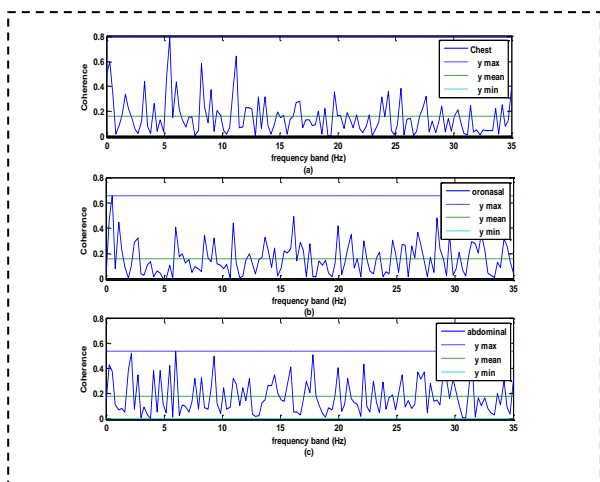 0.8
0.6
0.4
0.2
0
Coherence
Chest
y max
y mean
y min
0 5 10 15 20 25 30 35
frequency band (Hz)
(a)
0.8
0.6
0.4
0.2
0
Coherence
oronasal
y max
y mean
y min
0 5 10 15 20 25 30 35
frequency band (Hz)
(b)
0.8
0.6
0.4
0.2
0
Coherence
abdominal
y max
y mean
y min
0 5 10 15 20 25 30 35
frequency band (Hz)
(c)